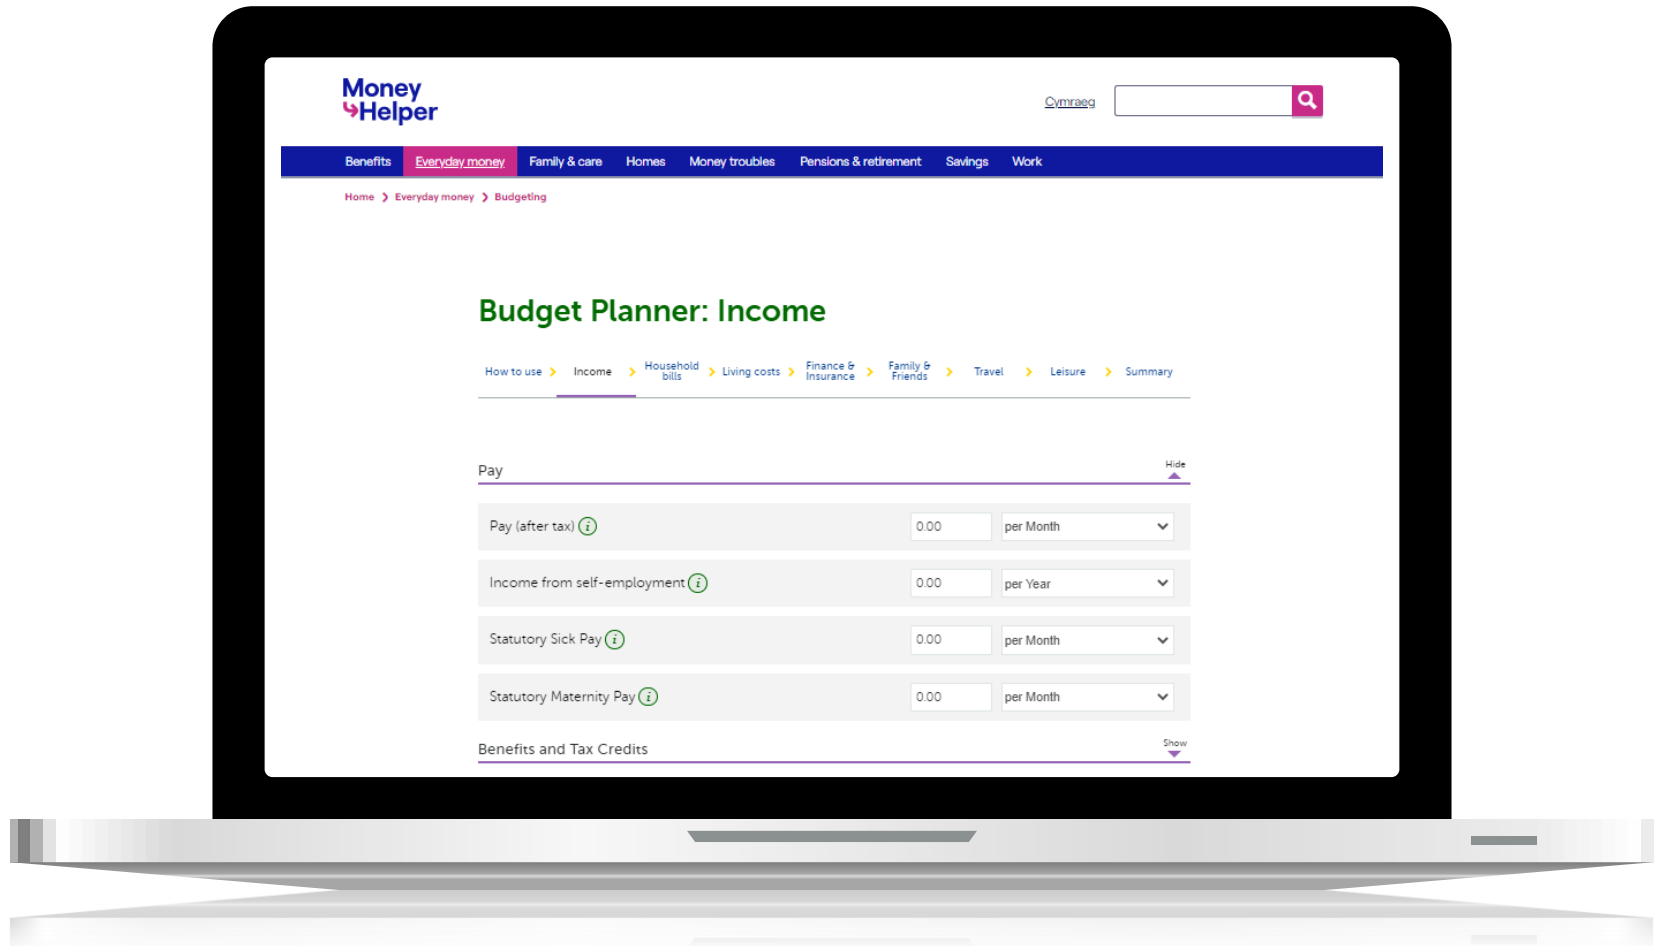 Money
Helper
Cymraeg
Benefits Everyday money Family & care Homes Money troubles Pensions & retirement Savings Work
Home > Everyday money > Budgeting
Budget Planner: Income
How to use > Income > Household bills > Living costs > Finance & Insurance > Family & Friends > Travel > Leisure > Summary
Pay Hide
Pay (after tax) i 0.00 per Month
Income from self-employment i 0.00 per Year
Statutory Sick Pay i 0.00 per Month
Statutory Maternity Pay i 0.00 per Month
Benefits and Tax Credits Show